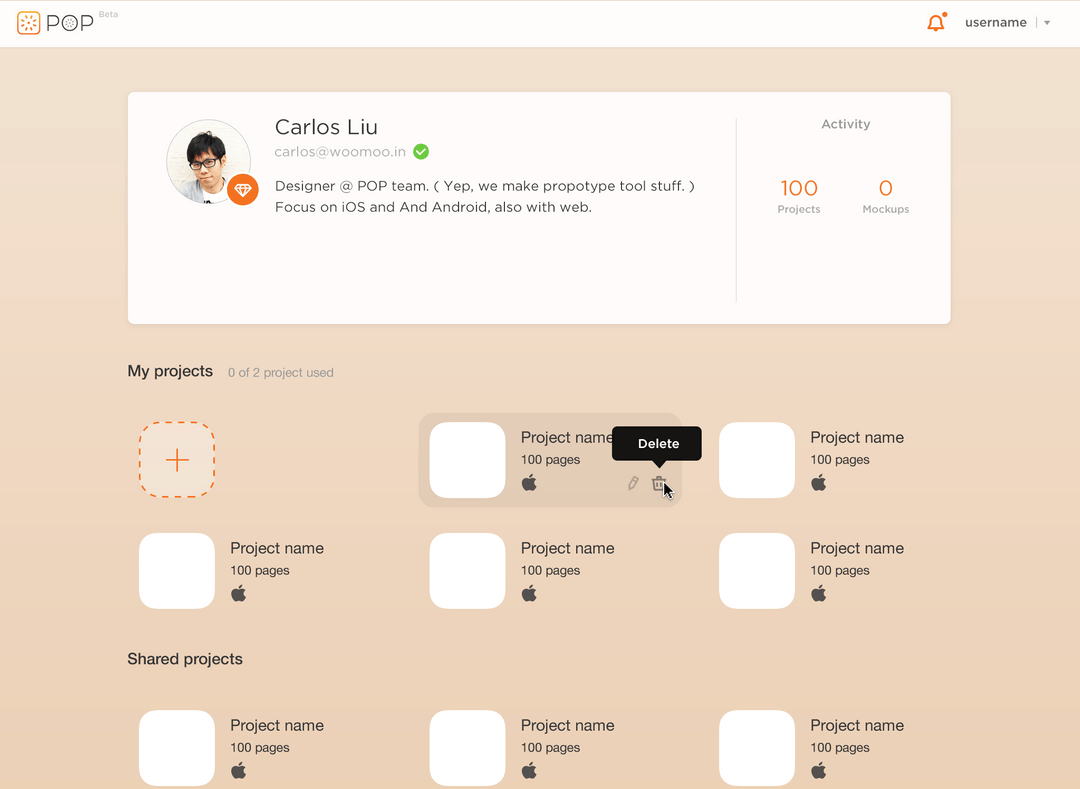 POP Beta
username
Carlos Liu
carlos@woomoo.in
Designer @ POP team. ( Yep, we make propotype tool stuff. )
Focus on iOS and And Android, also with web.
Activity
100
Projects
0
Mockups
My projects
0 of 2 project used
Project name
100 pages
Delete
Project name
100 pages
Project name
100 pages
Project name
100 pages
Project name
100 pages
Shared projects
Project name
100 pages
Project name
100 pages
Project name
100 pages